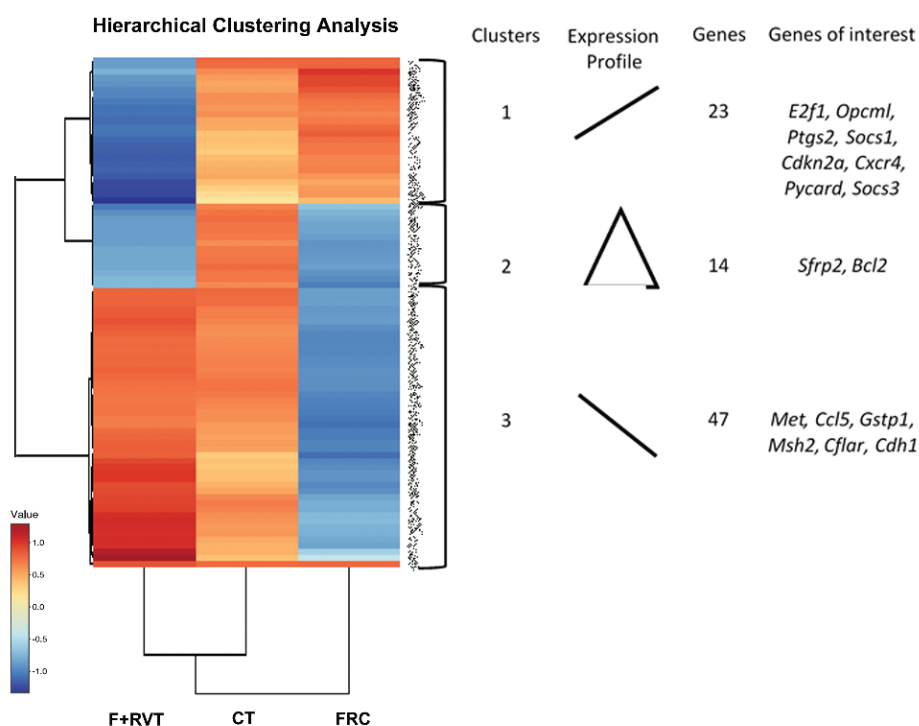 Hierarchical Clustering Analysis
Clusters
Expression
Profile
Genes
Genes of interest
1
23
E2f1, Opcml,
Ptgs2, Socs1,
Cdkn2a, Cxcr4,
Pycard, Socs3
2
14
Sfrp2, Bcl2
3
47
Met, Ccl5, Gstp1,
Msh2, Cflar, Cdh1
Value
1.0
0.5
0.0
-0.5
-1.0
F+RVT
CT
FRC